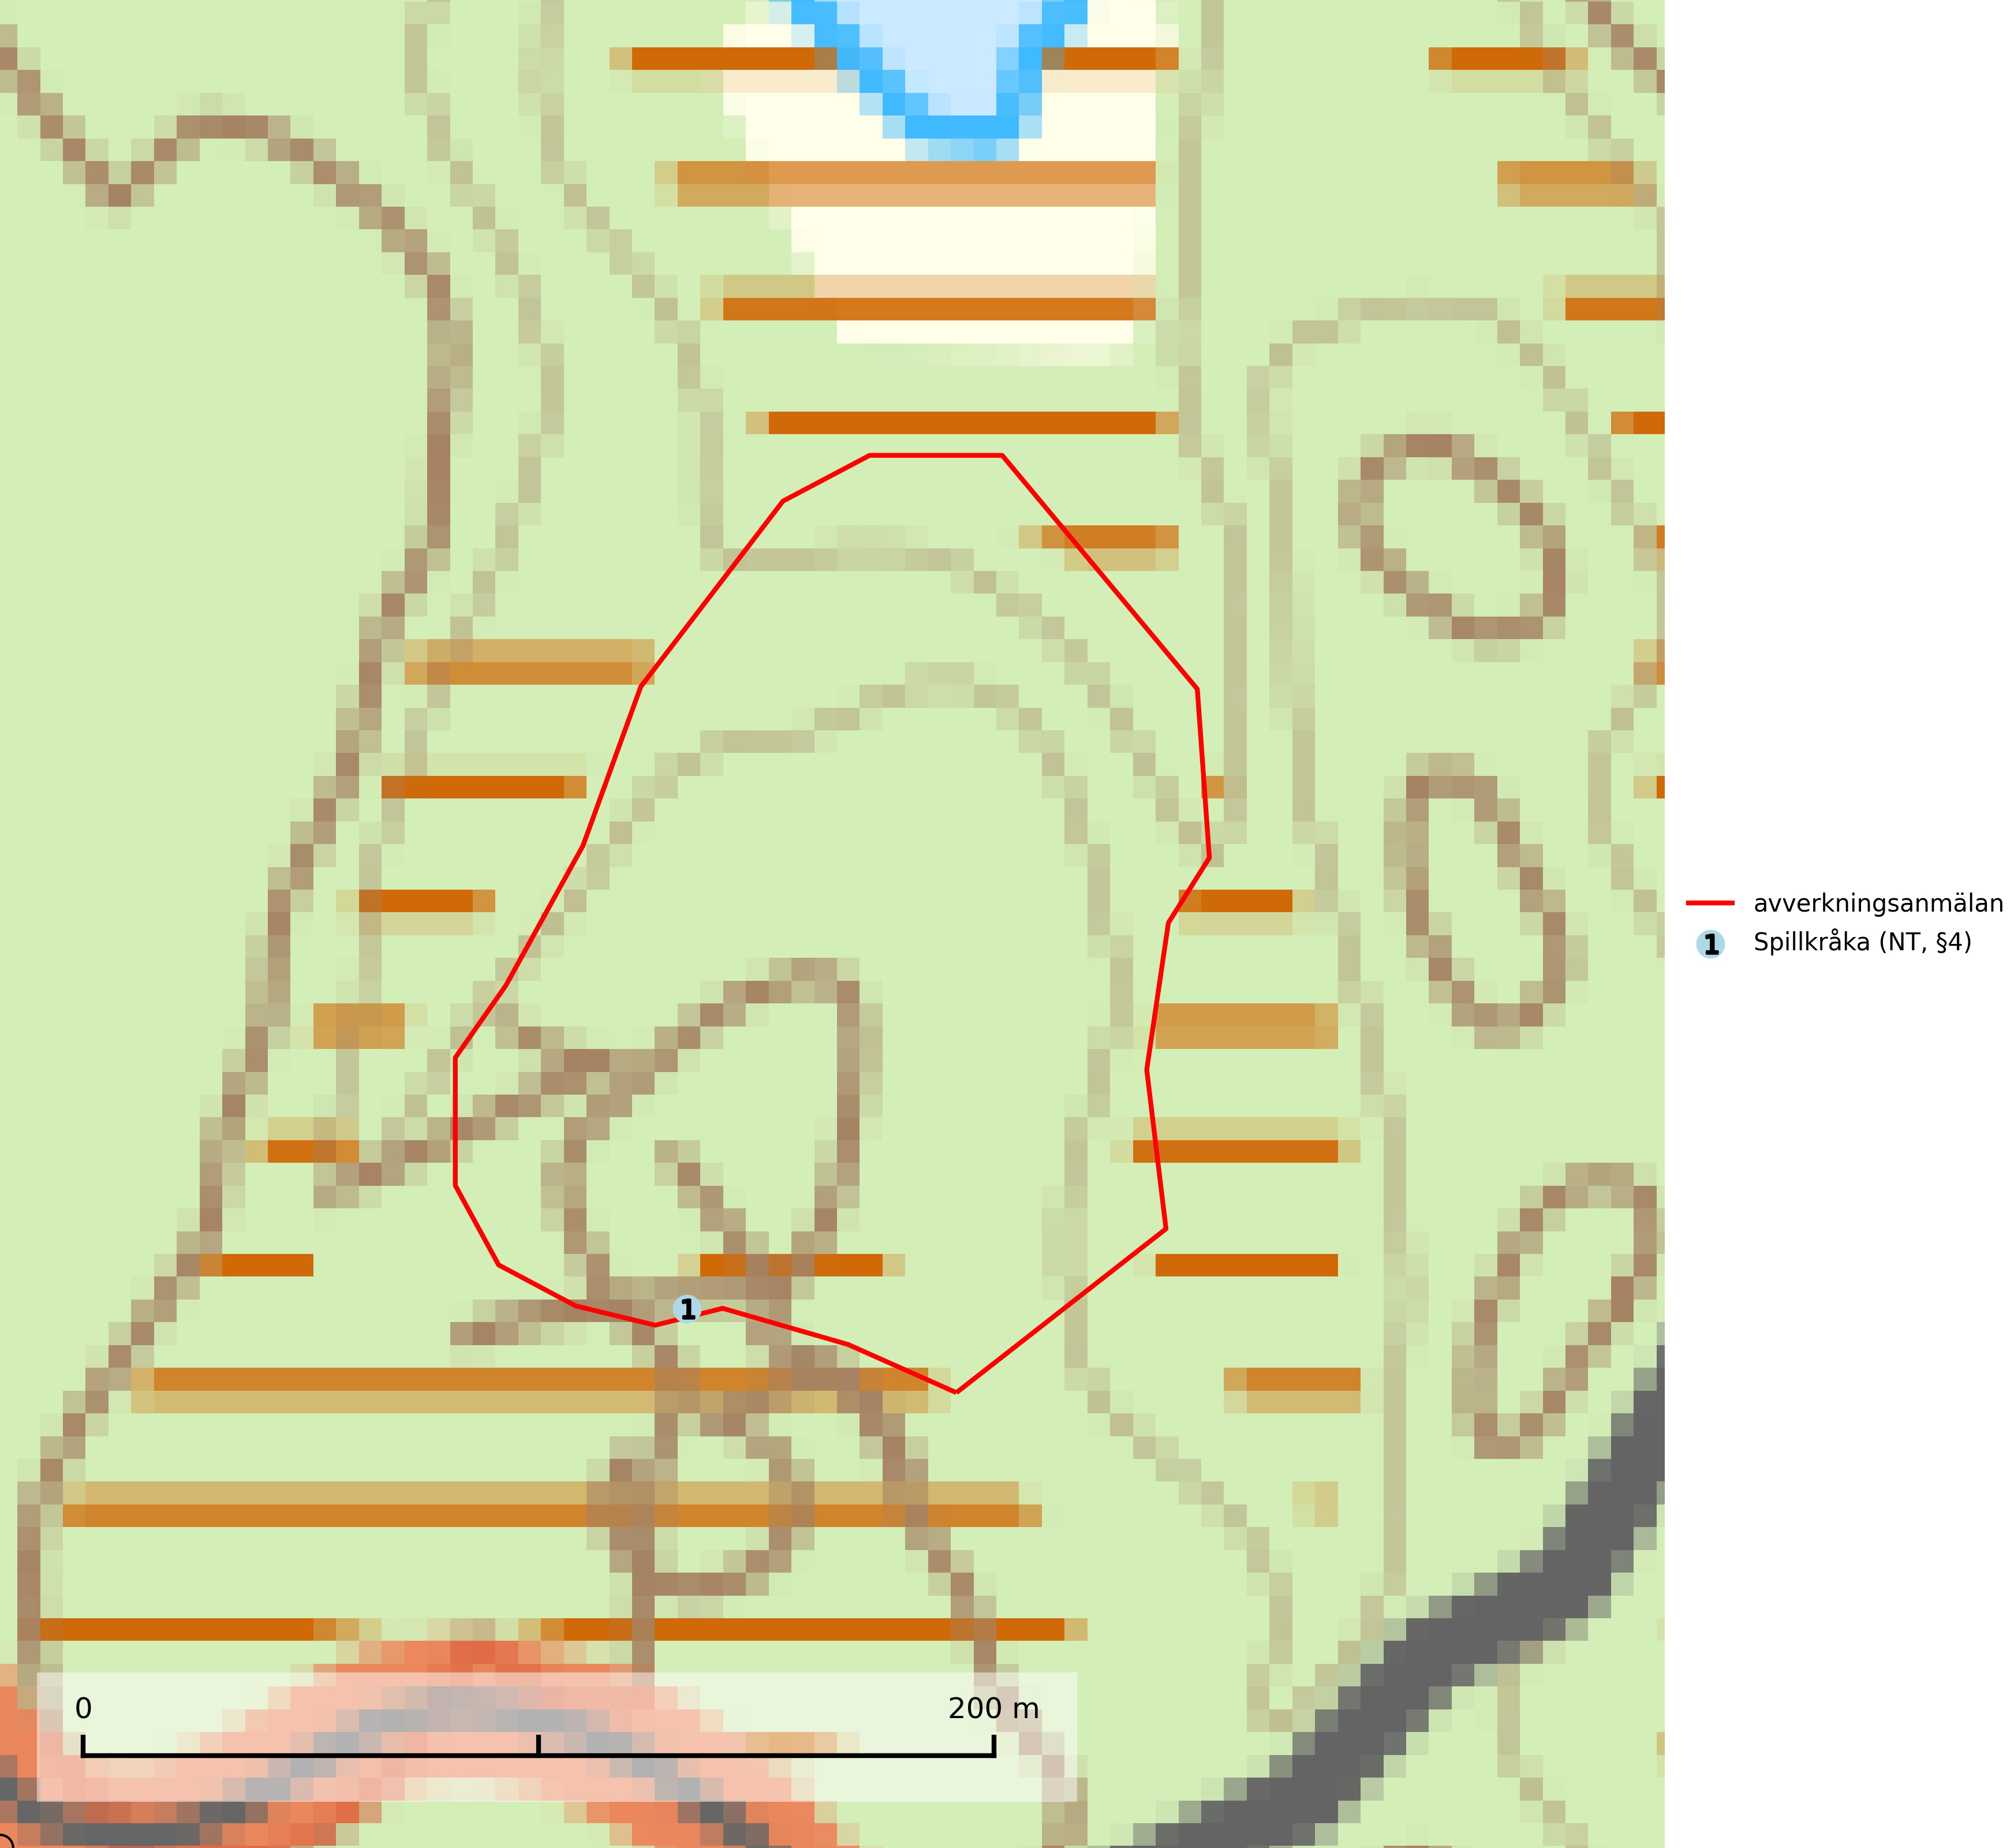 avverkningsanmälan
1 Spillkråka (NT, §4)
1
0 200 m